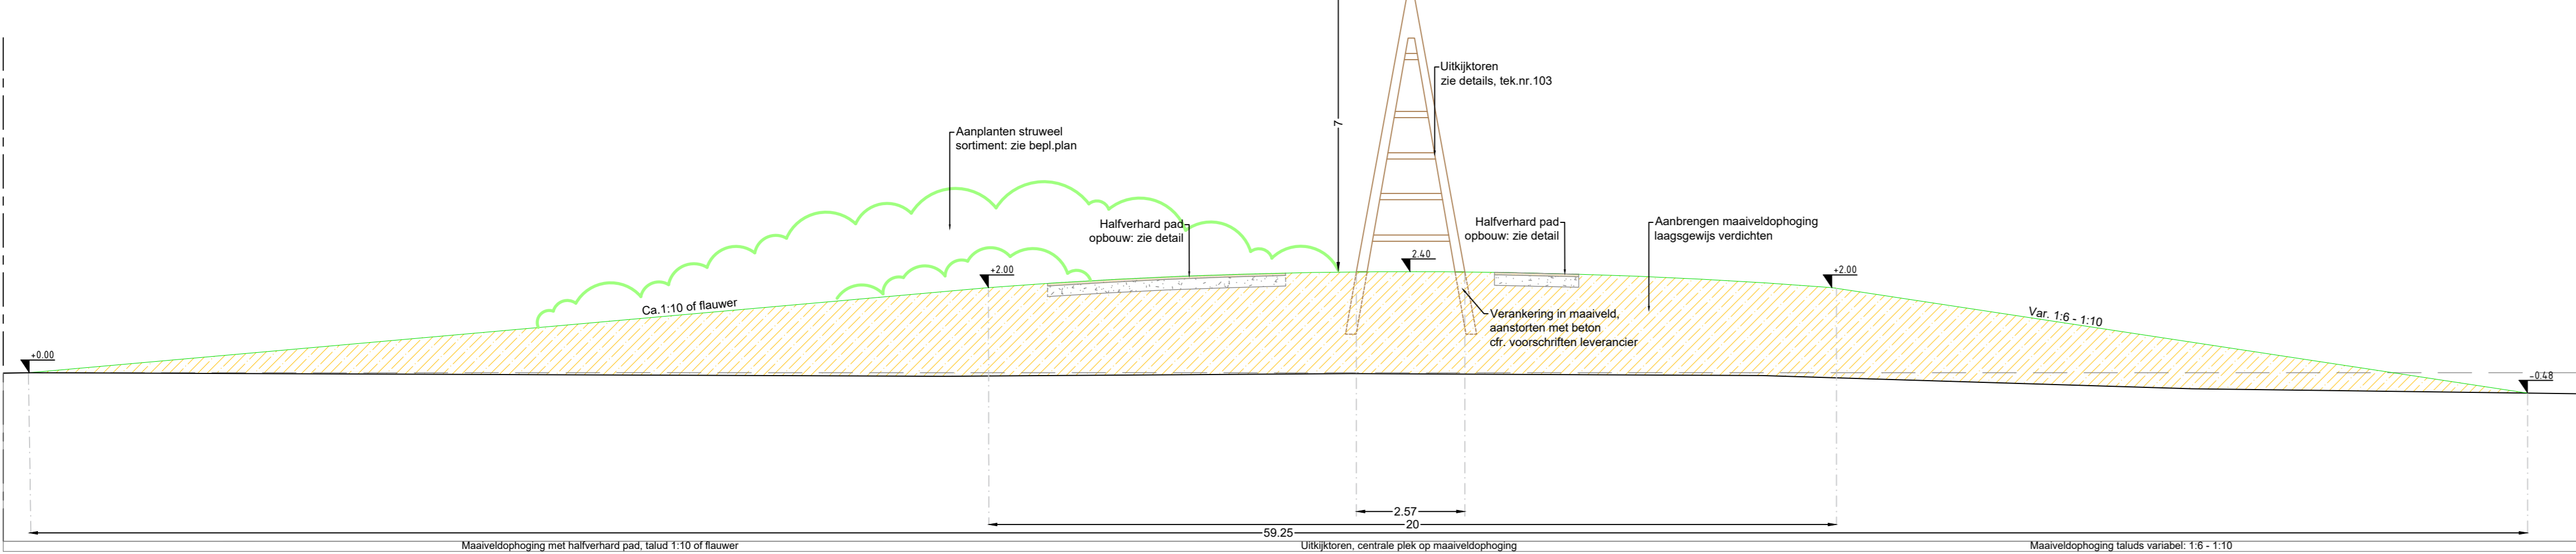 Uitkijktoren
zie details, tek.nr.103
7
Aanplanten struweel
sortiment: zie bepl.plan
Halfverhard pad
opbouw: zie detail
Halfverhard pad
opbouw: zie detail
Aanbrengen maaiveldophoging
laagsgewijs verdichten
2.40
+2.00
+2.00
Ca.1:10 of flauwer
Verankering in maaiveld,
aanstorten met beton
cfr. voorschriften leverancier
Var. 1:6 - 1:10
+0.00
-0.48
2.57
20
59.25
Maaiveldophoging met halfverhard pad, talud 1:10 of flauwer
Uitkijktoren, centrale plek op maaiveldophoging
Maaiveldophoging taluds variabel: 1:6 - 1:10